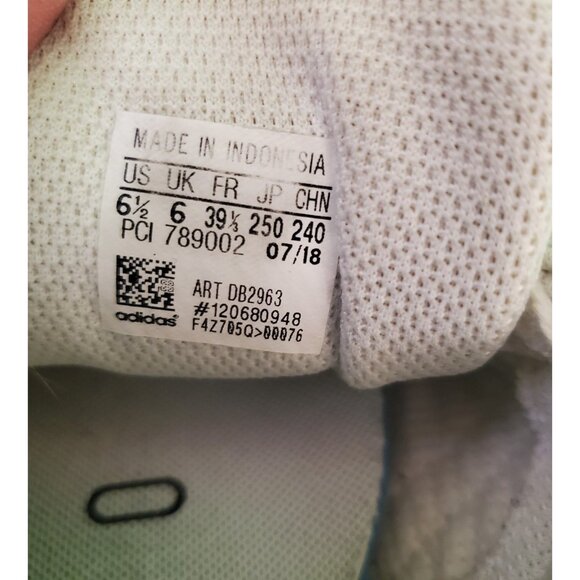 MADE IN INDONESIA
US UK FR JP CHN
6½ 6 39⅓ 250 240
PCI 789002 07/18
ART DB2963
#120680948
adidas F4Z705Q>00076